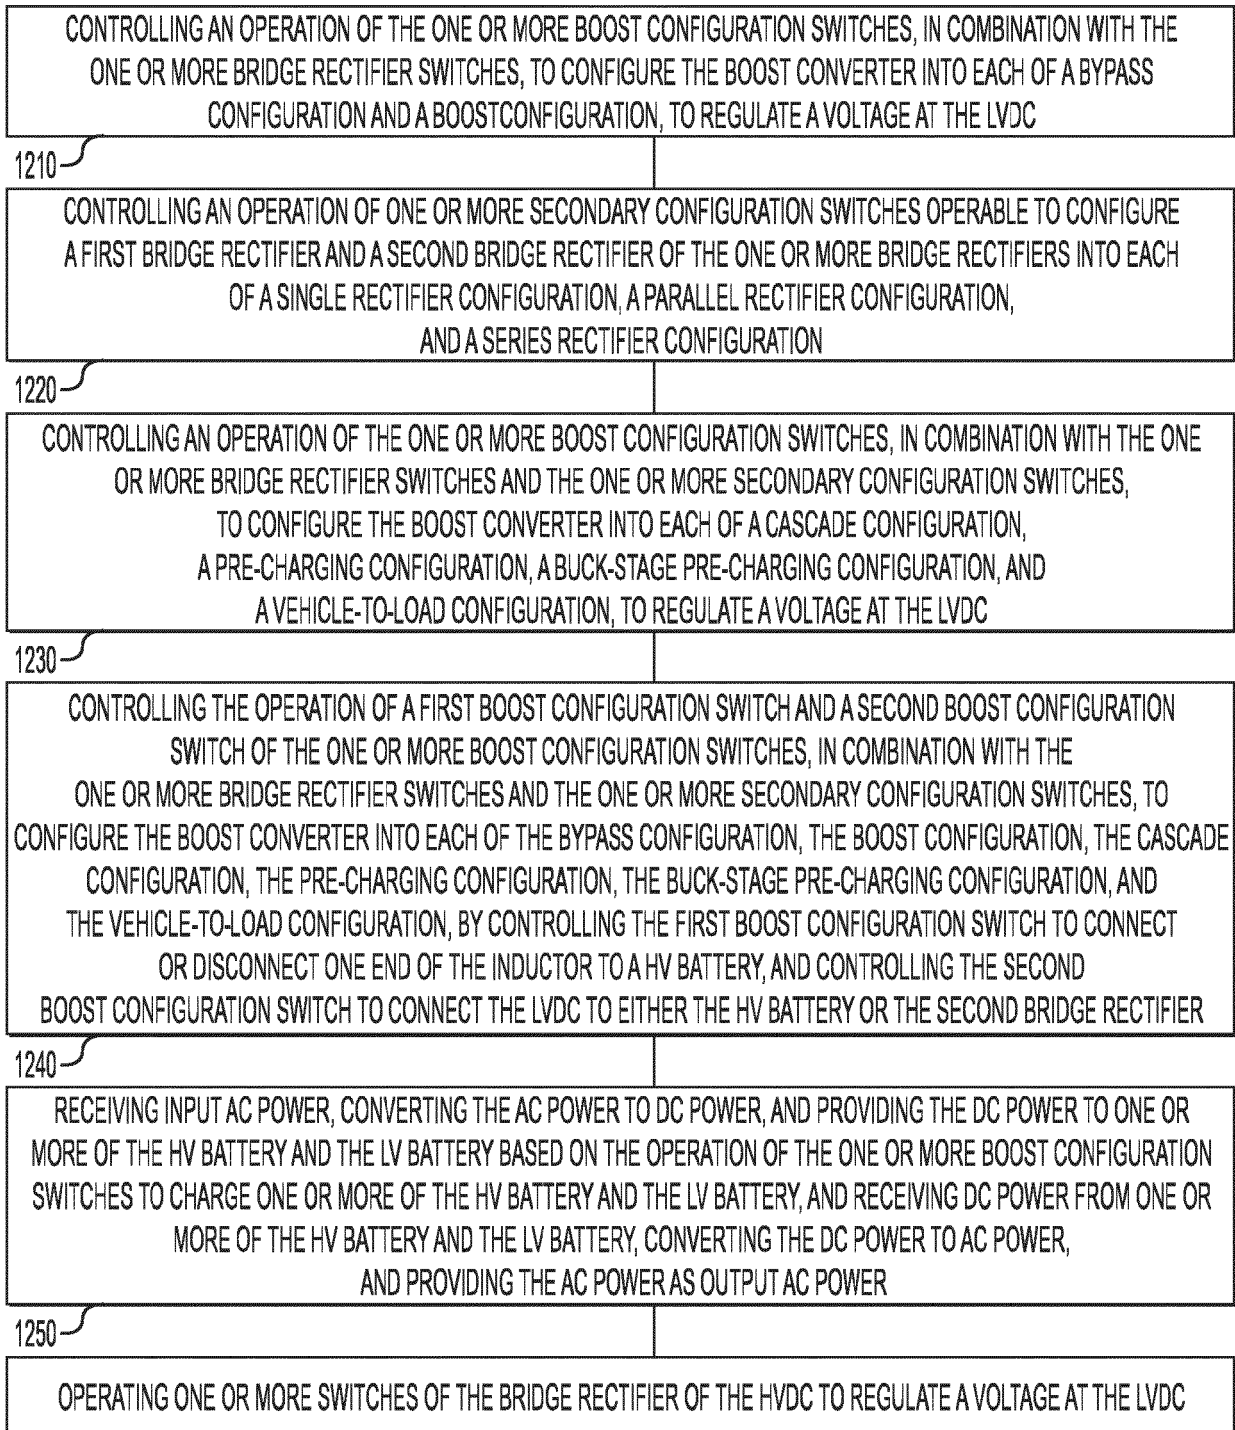 CONTROLLING AN OPERATION OF THE ONE OR MORE BOOST CONFIGURATION SWITCHES, IN COMBINATION WITH THE
ONE OR MORE BRIDGE RECTIFIER SWITCHES, TO CONFIGURE THE BOOST CONVERTER INTO EACH OF A BYPASS
CONFIGURATION AND A BOOSTCONFIGURATION, TO REGULATE A VOLTAGE AT THE LVDC
1210
CONTROLLING AN OPERATION OF ONE OR MORE SECONDARY CONFIGURATION SWITCHES OPERABLE TO CONFIGURE
A FIRST BRIDGE RECTIFIER AND A SECOND BRIDGE RECTIFIER OF THE ONE OR MORE BRIDGE RECTIFIERS INTO EACH
OF A SINGLE RECTIFIER CONFIGURATION, A PARALLEL RECTIFIER CONFIGURATION,
AND A SERIES RECTIFIER CONFIGURATION
1220
CONTROLLING AN OPERATION OF THE ONE OR MORE BOOST CONFIGURATION SWITCHES, IN COMBINATION WITH THE ONE
OR MORE BRIDGE RECTIFIER SWITCHES AND THE ONE OR MORE SECONDARY CONFIGURATION SWITCHES,
TO CONFIGURE THE BOOST CONVERTER INTO EACH OF A CASCADE CONFIGURATION,
A PRE-CHARGING CONFIGURATION, A BUCK-STAGE PRE-CHARGING CONFIGURATION, AND
A VEHICLE-TO-LOAD CONFIGURATION, TO REGULATE A VOLTAGE AT THE LVDC
1230
CONTROLLING THE OPERATION OF A FIRST BOOST CONFIGURATION SWITCH AND A SECOND BOOST CONFIGURATION
SWITCH OF THE ONE OR MORE BOOST CONFIGURATION SWITCHES, IN COMBINATION WITH THE
ONE OR MORE BRIDGE RECTIFIER SWITCHES AND THE ONE OR MORE SECONDARY CONFIGURATION SWITCHES, TO
CONFIGURE THE BOOST CONVERTER INTO EACH OF THE BYPASS CONFIGURATION, THE BOOST CONFIGURATION, THE CASCADE
CONFIGURATION, THE PRE-CHARGING CONFIGURATION, THE BUCK-STAGE PRE-CHARGING CONFIGURATION, AND
THE VEHICLE-TO-LOAD CONFIGURATION, BY CONTROLLING THE FIRST BOOST CONFIGURATION SWITCH TO CONNECT
OR DISCONNECT ONE END OF THE INDUCTOR TO A HV BATTERY, AND CONTROLLING THE SECOND
BOOST CONFIGURATION SWITCH TO CONNECT THE LVDC TO EITHER THE HV BATTERY OR THE SECOND BRIDGE RECTIFIER
1240
RECEIVING INPUT AC POWER, CONVERTING THE AC POWER TO DC POWER, AND PROVIDING THE DC POWER TO ONE OR
MORE OF THE HV BATTERY AND THE LV BATTERY BASED ON THE OPERATION OF THE ONE OR MORE BOOST CONFIGURATION
SWITCHES TO CHARGE ONE OR MORE OF THE HV BATTERY AND THE LV BATTERY, AND RECEIVING DC POWER FROM ONE OR
MORE OF THE HV BATTERY AND THE LV BATTERY, CONVERTING THE DC POWER TO AC POWER,
AND PROVIDING THE AC POWER AS OUTPUT AC POWER
1250
OPERATING ONE OR MORE SWITCHES OF THE BRIDGE RECTIFIER OF THE HVDC TO REGULATE A VOLTAGE AT THE LVDC